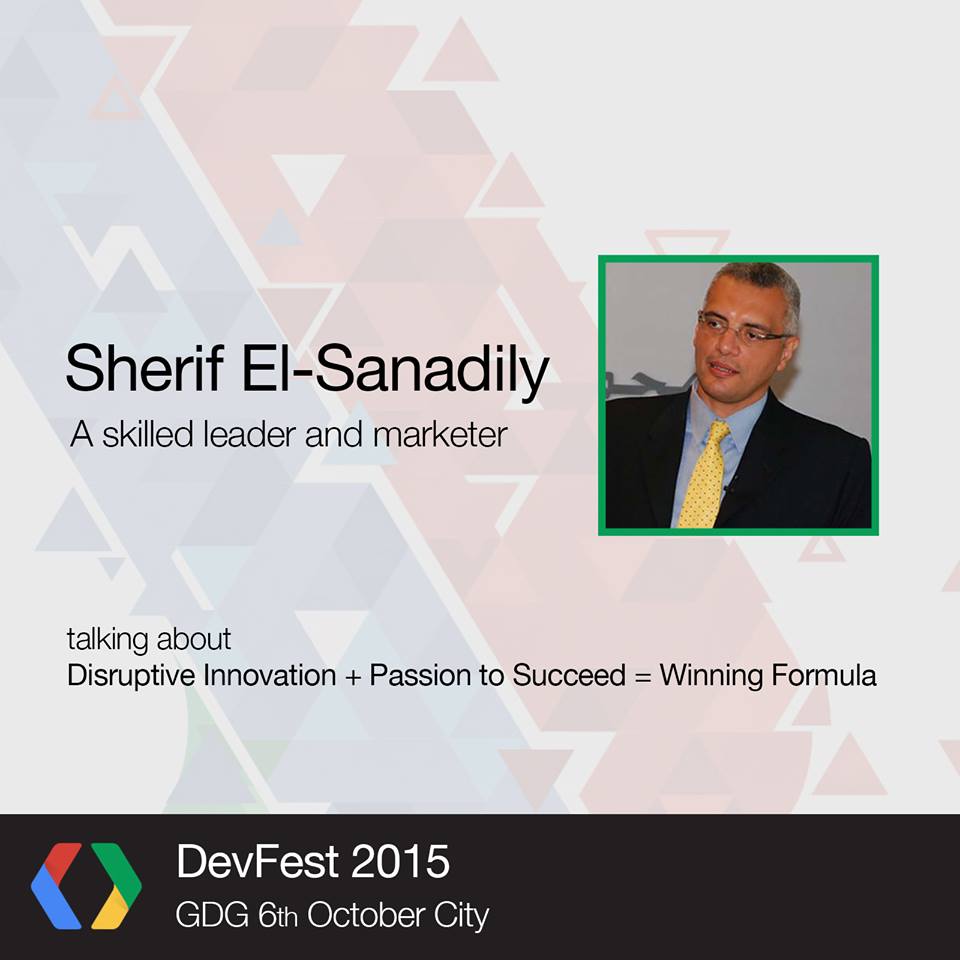 Sherif El-Sanadily
A skilled leader and marketer
talking about
Disruptive Innovation + Passion to Succeed = Winning Formula
DevFest 2015
GDG 6th October City